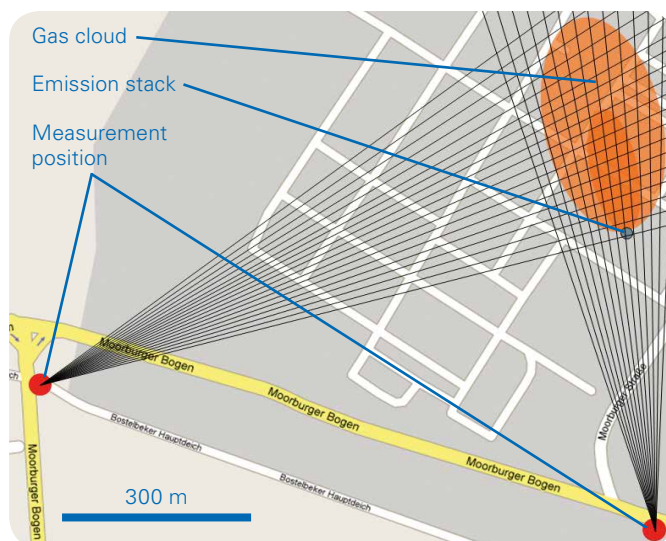 Gas cloud
Emission stack
Measurement
position
Moorburger Bogen
Moorburger Bogen
Moorburger Straße
Bostelbeker Hauptdeich
Moorburger Bogen
Moorburger Bogen
Bostelbeker Hauptdeich
300 m